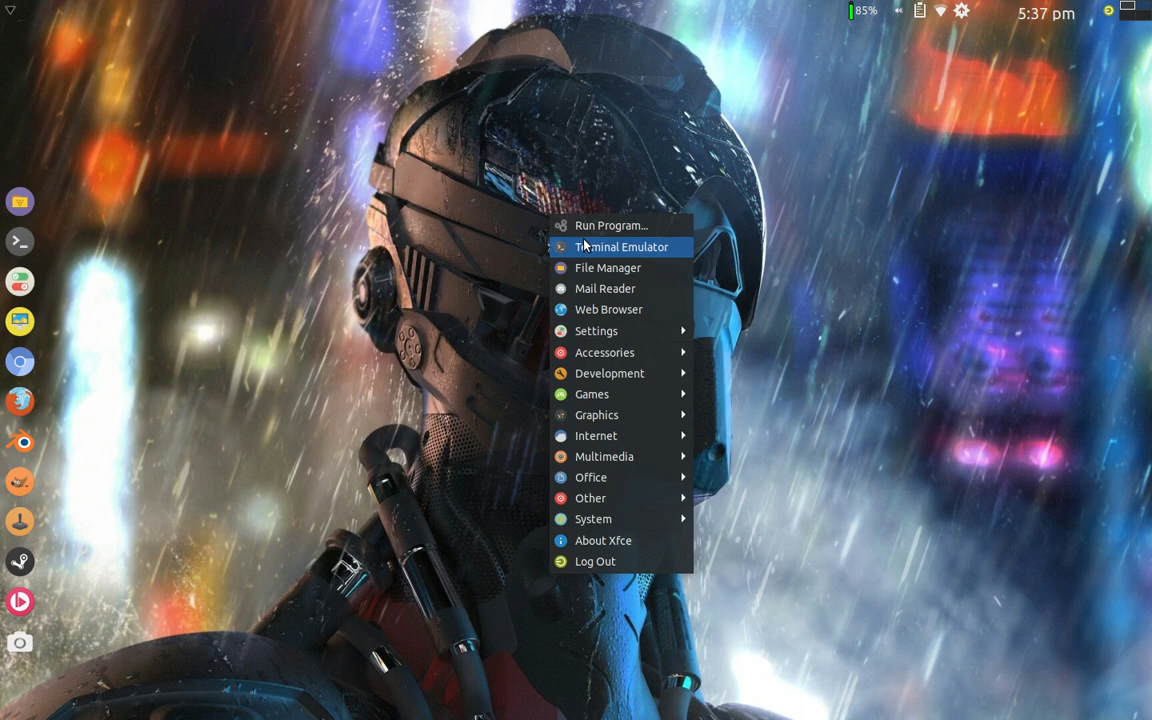 85%
5:37 pm
Run Program...
Terminal Emulator
File Manager
Mail Reader
Web Browser
Settings
Accessories
Development
Games
Graphics
Internet
Multimedia
Office
Other
System
About Xfce
Log Out